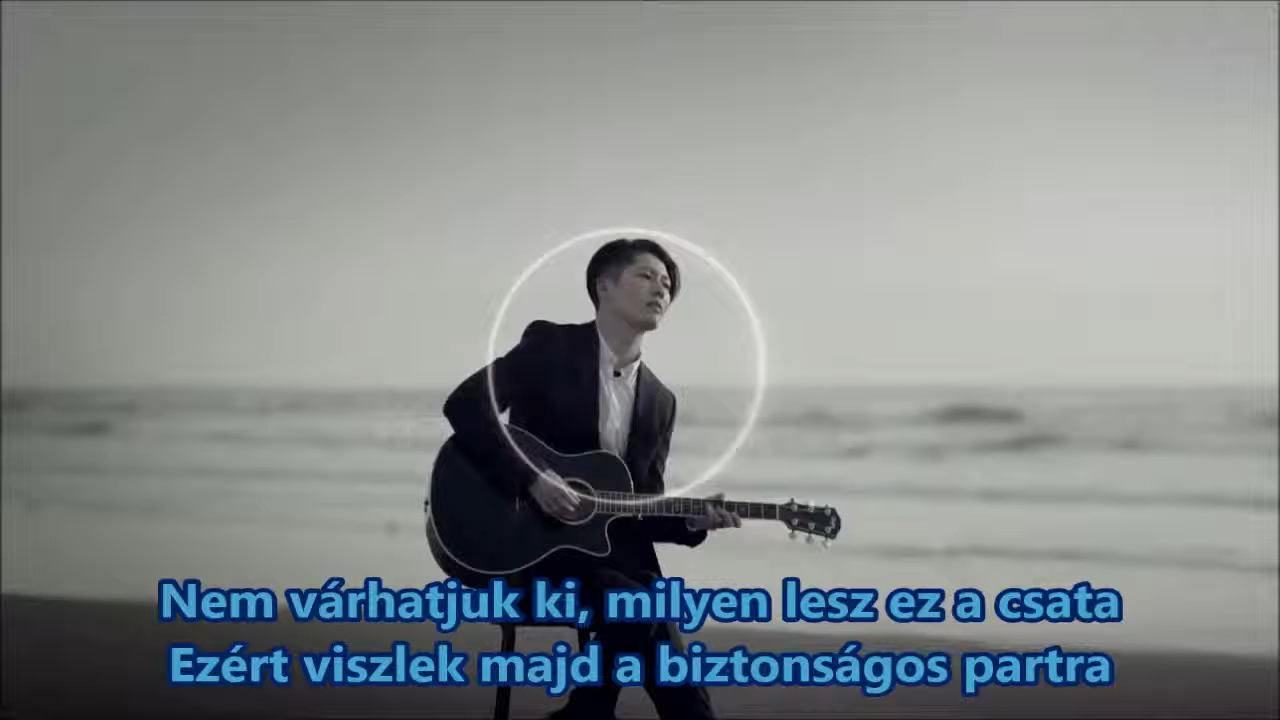 Nem várhatjuk ki, milyen lesz ez a csata
Ezért viszlek majd a biztonságos partra